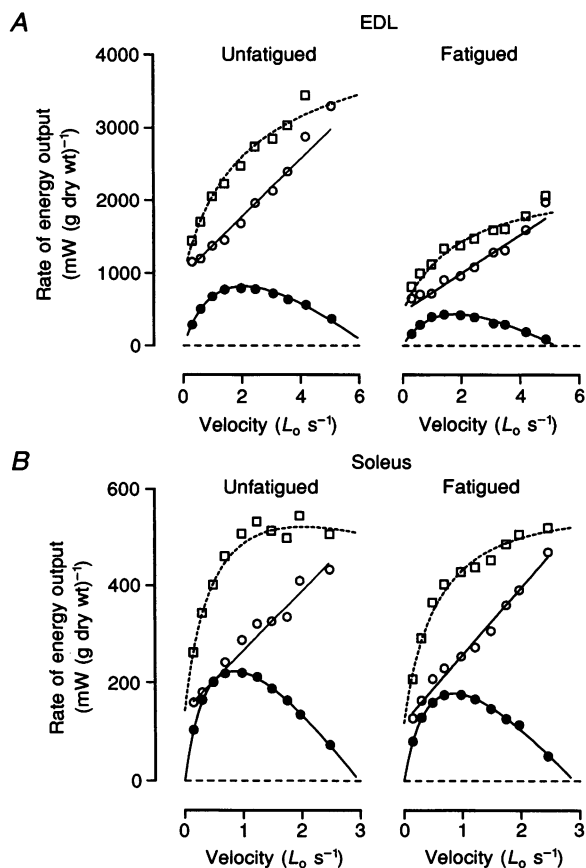 A
EDL
Unfatigued
Fatigued
Rate of energy output
(mW (g dry wt)⁻¹)
4000
3000
2000
1000
0
0 2 4 6
0 2 4 6
Velocity (Lₒ s⁻¹)
Velocity (Lₒ s⁻¹)
B
Soleus
Unfatigued
Fatigued
Rate of energy output
(mW (g dry wt)⁻¹)
600
400
200
0
0 1 2 3
0 1 2 3
Velocity (Lₒ s⁻¹)
Velocity (Lₒ s⁻¹)